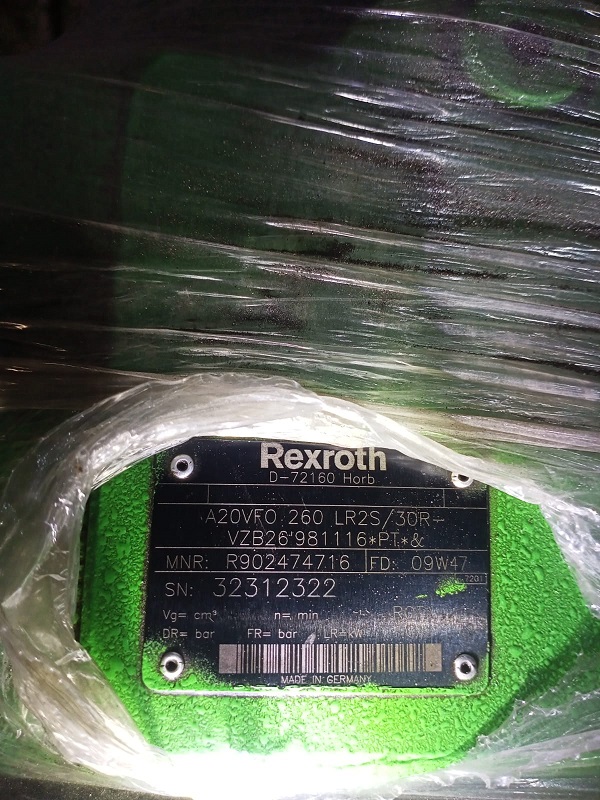 Rexroth
D-72160 Horb
A20VFO 260 LR2S/30R-
VZB26 981116*PT*&
MNR: R902474716 FD: 09W47
7201
SN: 32312322
Vg= cm³ n= min
DR= bar FR= bar LR=kW
MADE IN GERMANY